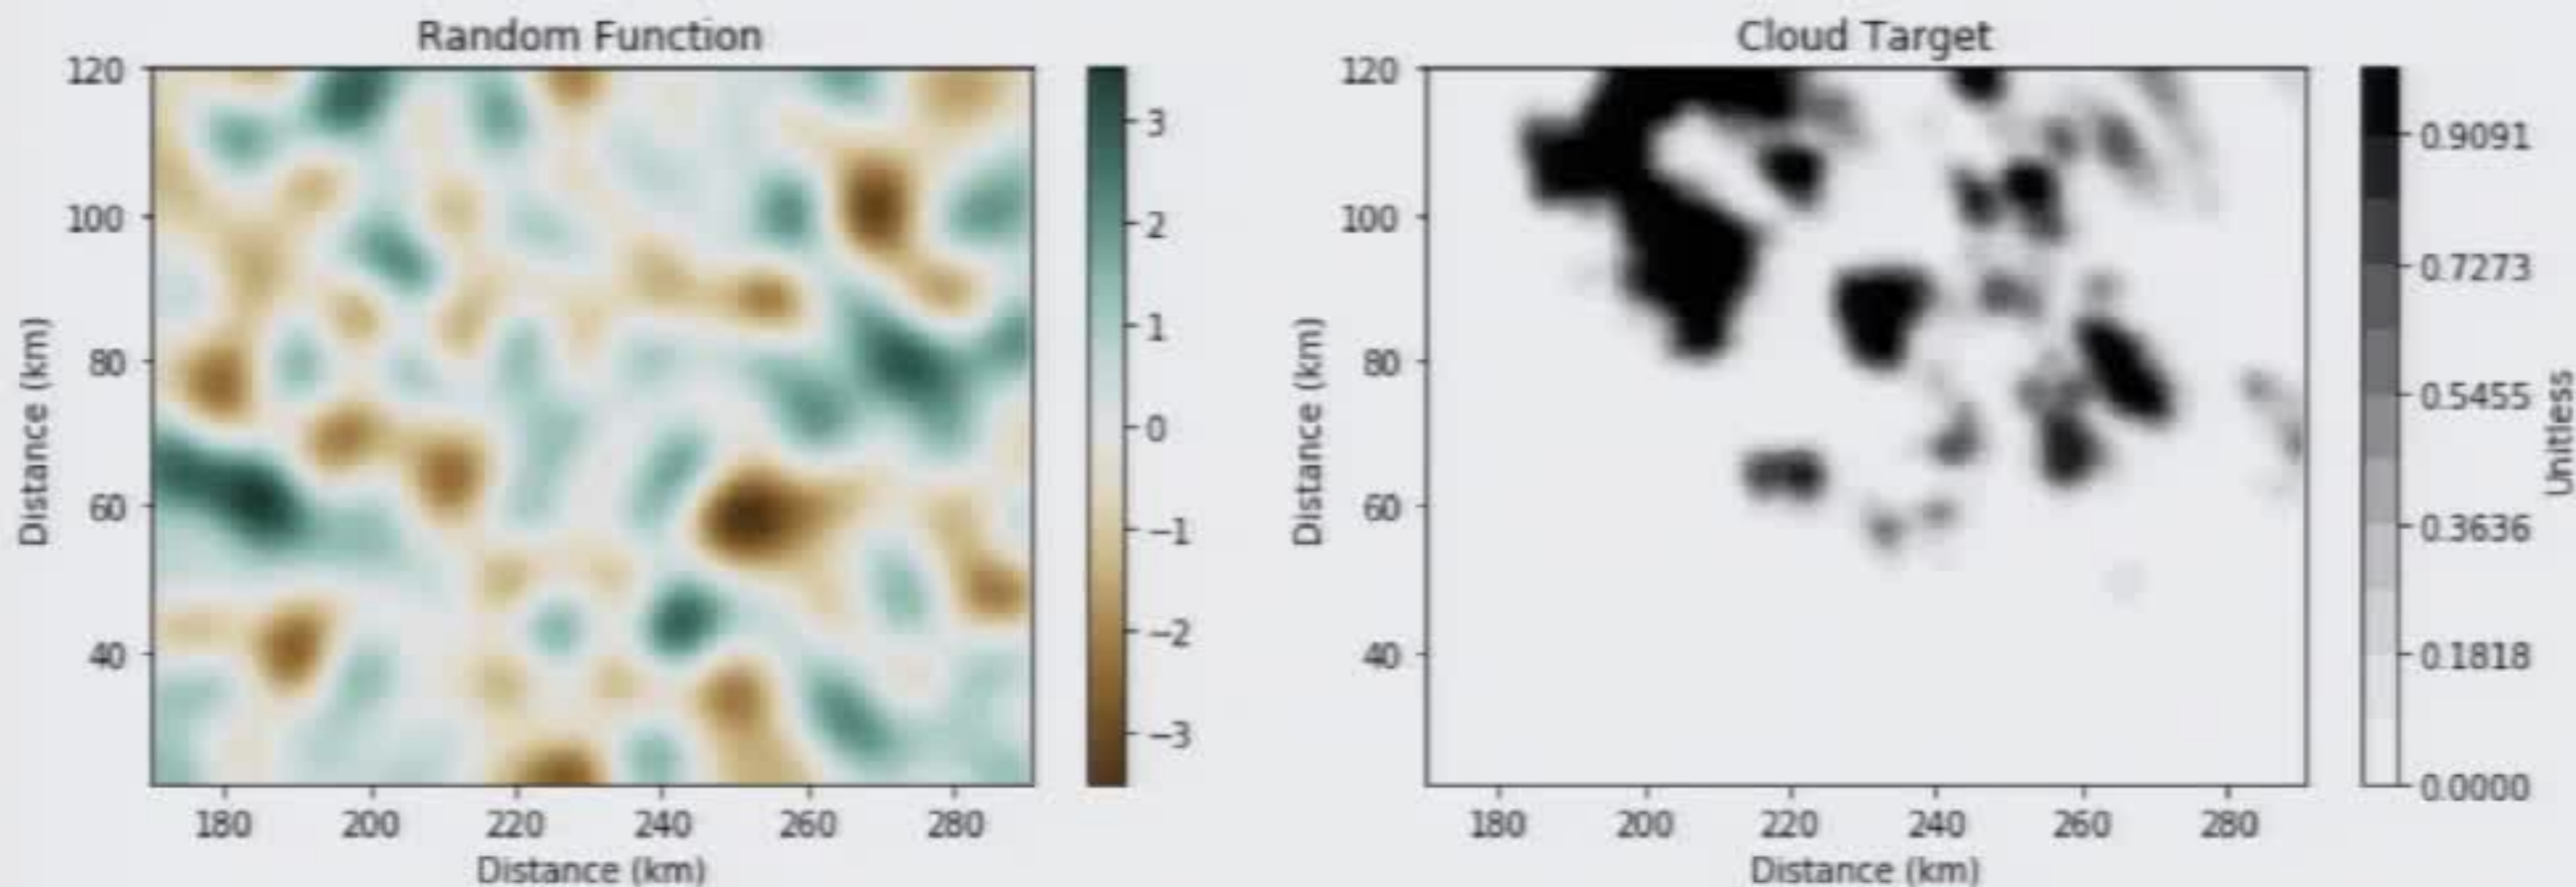 Random Function
120
100
80
60
40
Distance (km)
180 200 220 240 260 280
Distance (km)
3
2
1
0
−1
−2
−3
Cloud Target
120
100
80
60
40
Distance (km)
180 200 220 240 260 280
Distance (km)
0.9091
0.7273
0.5455
0.3636
0.1818
0.0000
Unitless